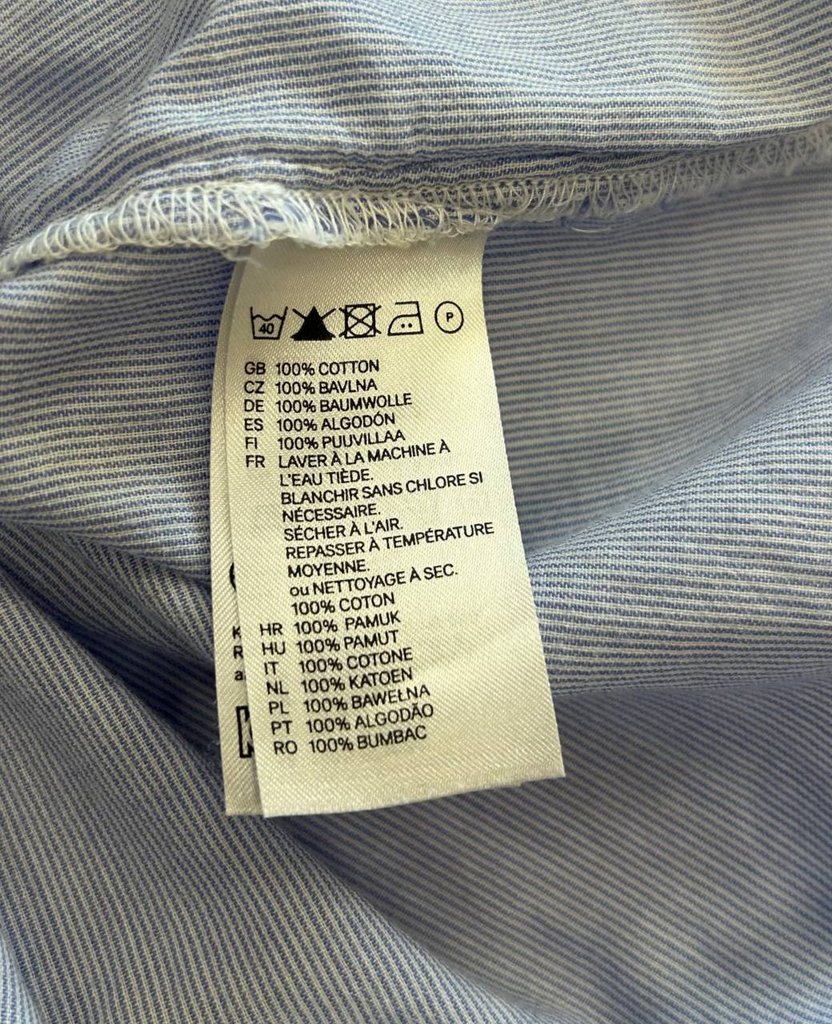 40 P
GB 100% COTTON
CZ 100% BAVLNA
DE 100% BAUMWOLLE
ES 100% ALGODÓN
FI 100% PUUVILLAA
FR LAVER À LA MACHINE À
L'EAU TIÈDE.
BLANCHIR SANS CHLORE SI
NÉCESSAIRE.
SÉCHER À L'AIR.
REPASSER À TEMPÉRATURE
MOYENNE.
ou NETTOYAGE À SEC.
100% COTON
HR 100% PAMUK
HU 100% PAMUT
IT 100% COTONE
NL 100% KATOEN
PL 100% BAWEŁNA
PT 100% ALGODÃO
RO 100% BUMBAC